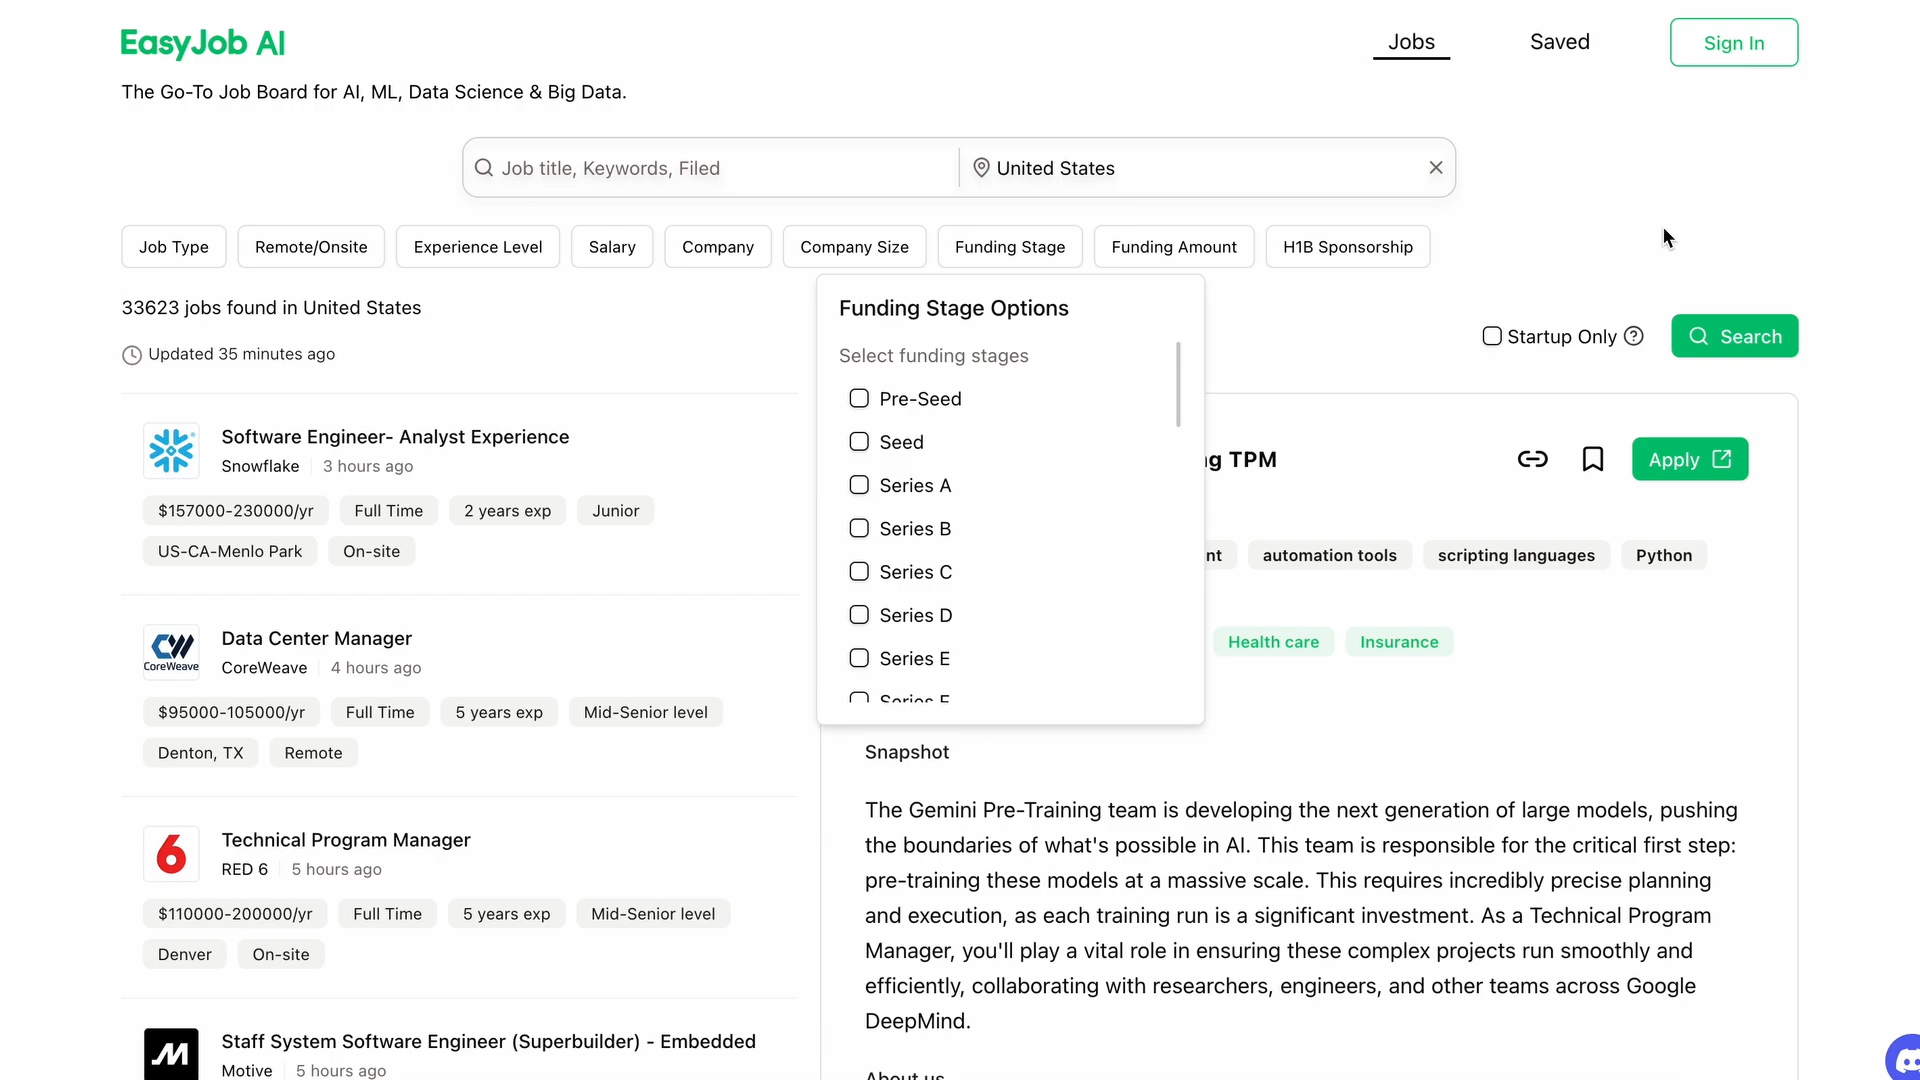 EasyJob AI
Jobs
Saved
Sign In
The Go-To Job Board for AI, ML, Data Science & Big Data.
Job title, Keywords, Filed
United States
Job Type
Remote/Onsite
Experience Level
Salary
Company
Company Size
Funding Stage
Funding Amount
H1B Sponsorship
33623 jobs found in United States
Updated 35 minutes ago
Startup Only
Search
Funding Stage Options
Select funding stages
Pre-Seed
Seed
Series A
Series B
Series C
Series D
Series E
Software Engineer- Analyst Experience
Snowflake 3 hours ago
$157000-230000/yr Full Time 2 years exp Junior
US-CA-Menlo Park On-site
CW
CoreWeave
Data Center Manager
CoreWeave 4 hours ago
$95000-105000/yr Full Time 5 years exp Mid-Senior level
Denton, TX Remote
6
Technical Program Manager
RED 6 5 hours ago
$110000-200000/yr Full Time 5 years exp Mid-Senior level
Denver On-site
Staff System Software Engineer (Superbuilder) - Embedded
Motive 5 hours ago
TPM
Apply
automation tools scripting languages Python
Health care Insurance
Snapshot
The Gemini Pre-Training team is developing the next generation of large models, pushing
the boundaries of what's possible in AI. This team is responsible for the critical first step:
pre-training these models at a massive scale. This requires incredibly precise planning
and execution, as each training run is a significant investment. As a Technical Program
Manager, you'll play a vital role in ensuring these complex projects run smoothly and
efficiently, collaborating with researchers, engineers, and other teams across Google
DeepMind.
About us